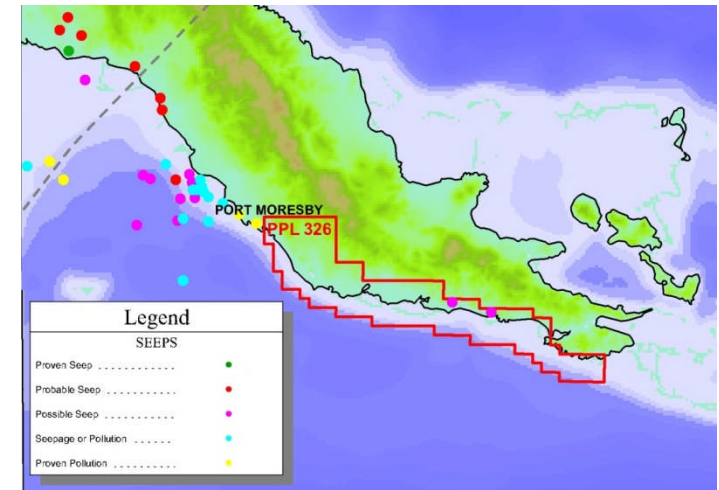 PORT MORESBY
PPL 326
Legend
SEEPS
Proven Seep . . . . . . . . . . . .
Probable Seep . . . . . . . . . .
Possible Seep . . . . . . . . . .
Seepage or Pollution . . . . . . . . . .
Proven Pollution . . . . . . . . . .